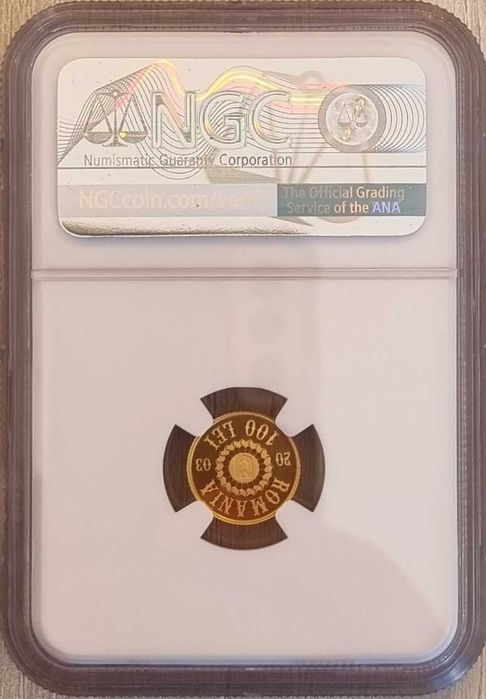 NGC
Numismatic Guaranty Corporation
NGCcoin.com/verify
The Official Grading
Service of the ANA
ROMANIA
20 03
100 LEI